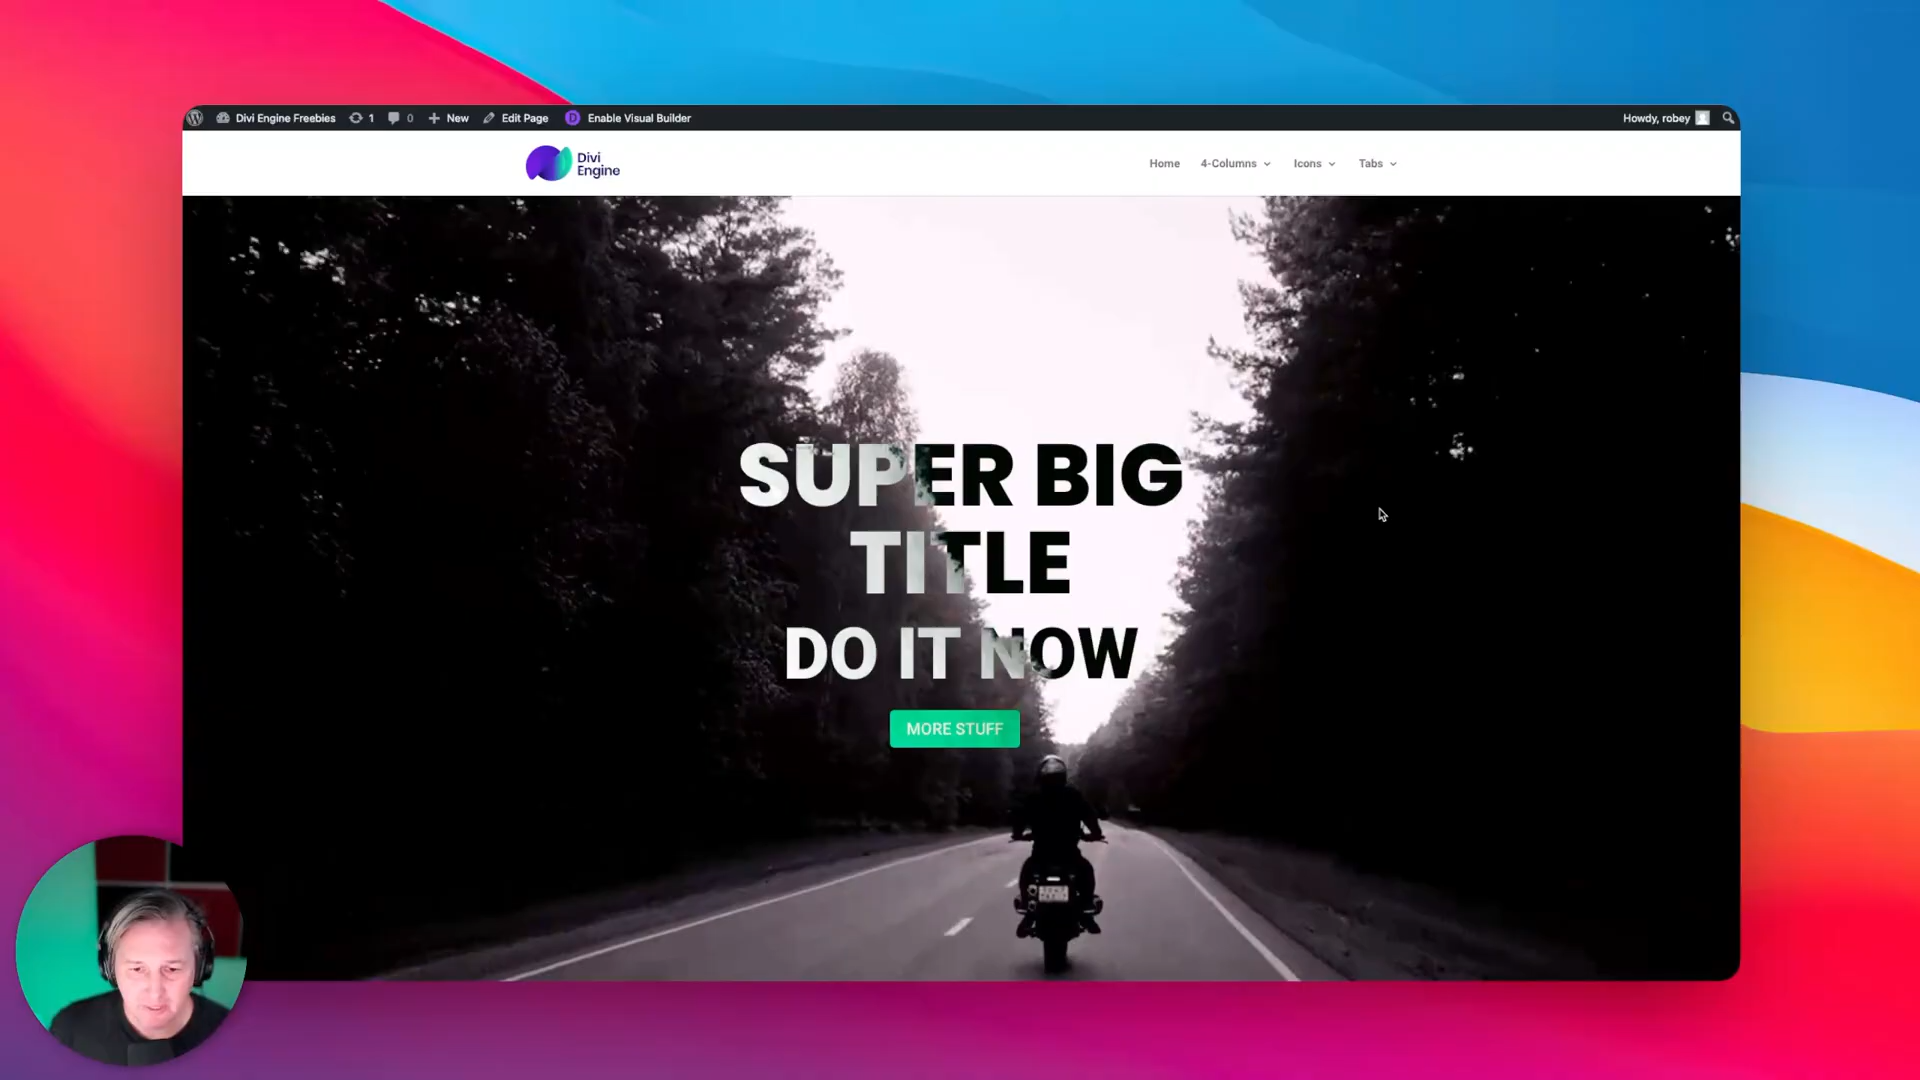 Divi Engine Freebies 1 0 New Edit Page D Enable Visual Builder Howdy, robey
Divi
Engine
Home 4-Columns Icons Tabs
SUPER BIG
TITLE
DO IT NOW
MORE STUFF